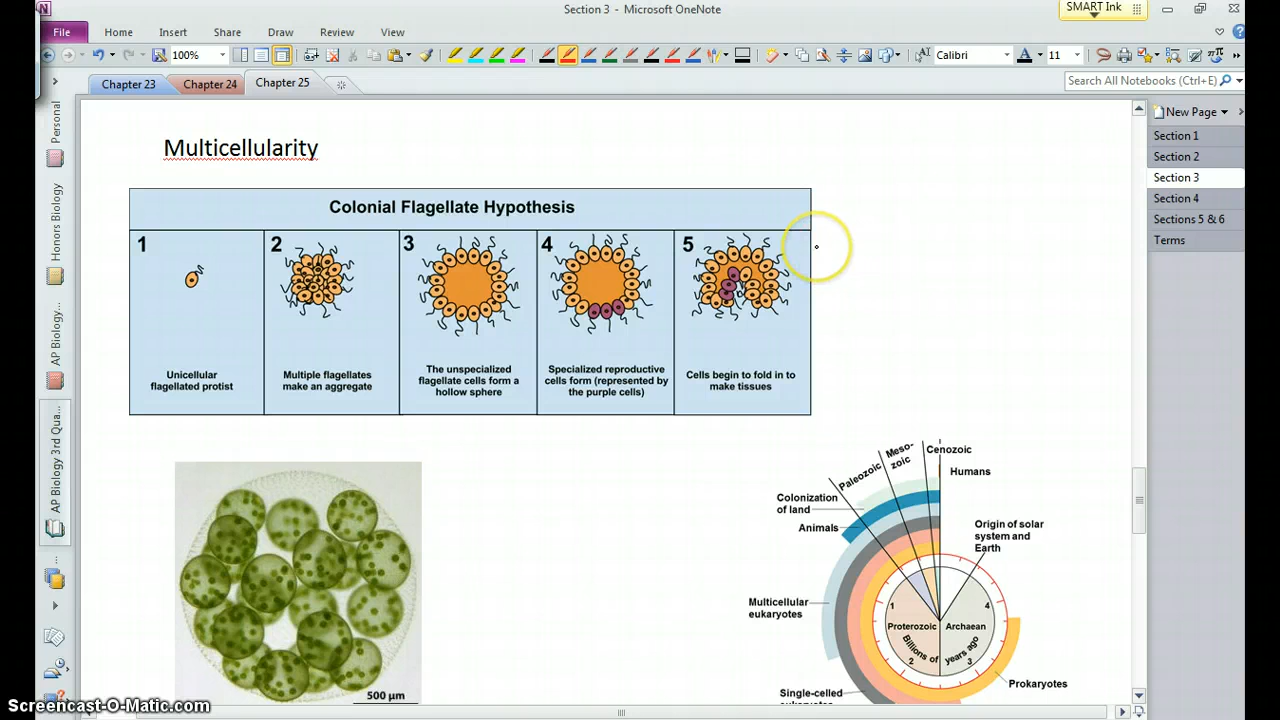 Section 3 - Microsoft OneNote
SMART Ink
File
Home
Insert
Share
Draw
Review
View
100%
Calibri
11
Chapter 23
Chapter 24
Chapter 25
Search All Notebooks (Ctrl+E)
Personal
Honors Biology
AP Biology...
AP Biology 3rd Qua...
New Page
Section 1
Section 2
Section 3
Section 4
Sections 5 & 6
Terms
Multicellularity
Colonial Flagellate Hypothesis
1
2
3
4
5
Unicellular
flagellated protist
Multiple flagellates
make an aggregate
The unspecialized
flagellate cells form a
hollow sphere
Specialized reproductive
cells form (represented by
the purple cells)
Cells begin to fold in to
make tissues
500 µm
Paleozoic
Meso-
zoic
Cenozoic
Humans
Colonization
of land
Animals
Origin of solar
system and
Earth
Multicellular
eukaryotes
1
4
Proterozoic
Archaean
Billions of
years ago
2
3
Prokaryotes
Single-celled
eukaryotes
Screencast-O-Matic.com